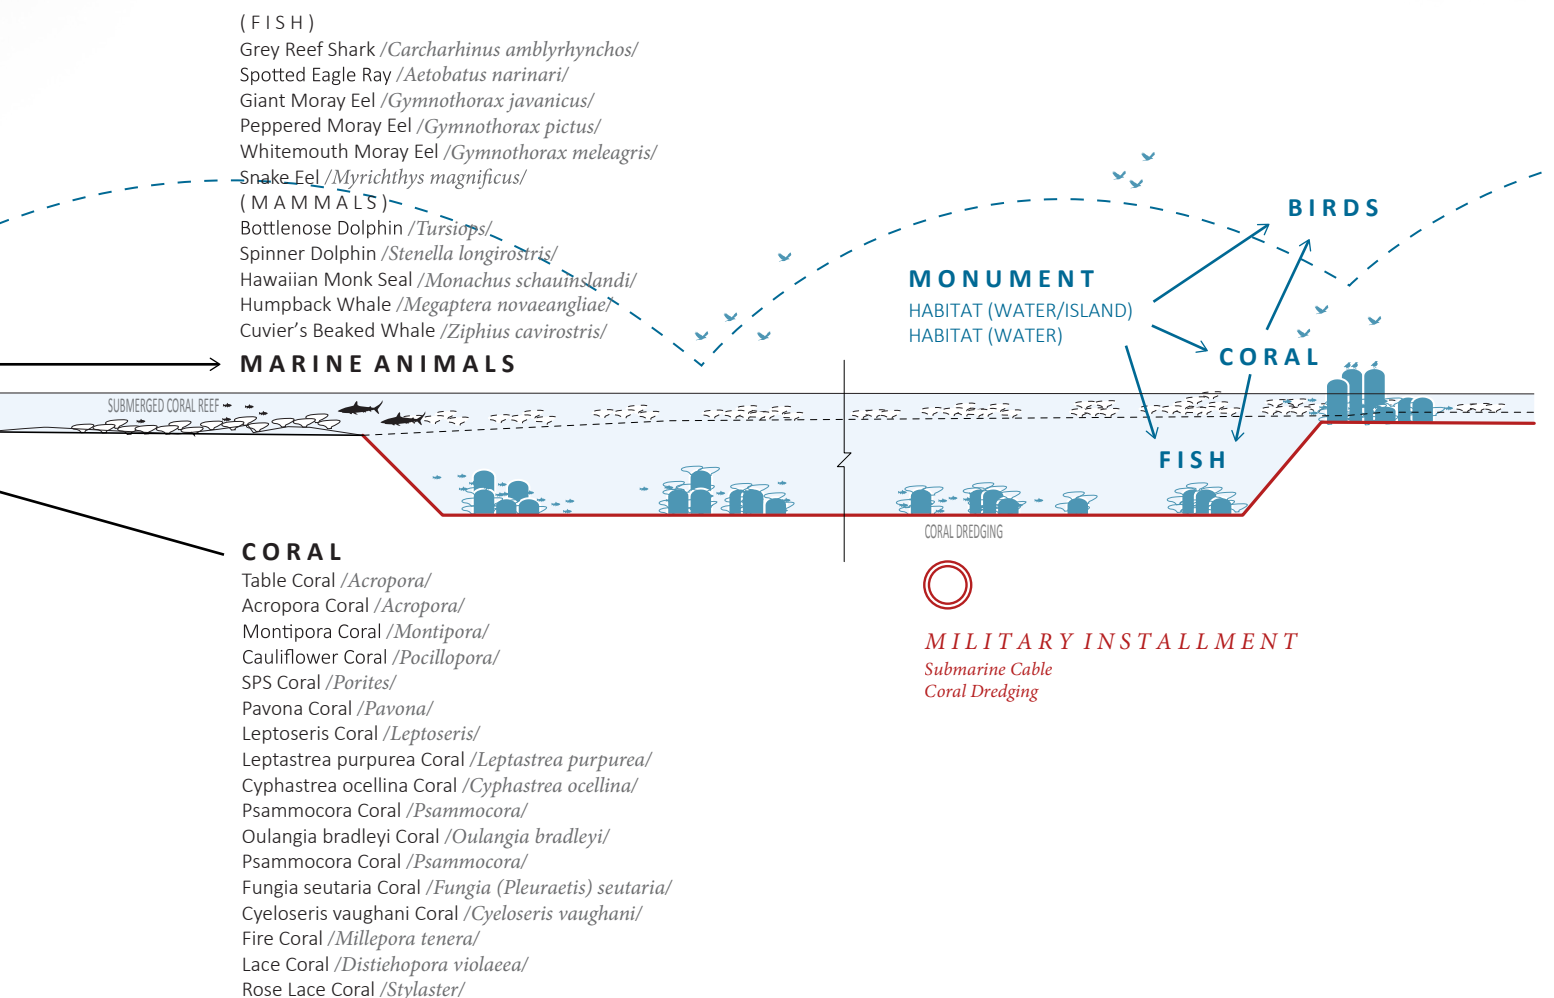 (FISH)
Grey Reef Shark /Carcharhinus amblyrhynchos/
Spotted Eagle Ray /Aetobatus narinari/
Giant Moray Eel /Gymnothorax javanicus/
Peppered Moray Eel /Gymnothorax pictus/
Whitemouth Moray Eel /Gymnothorax meleagris/
Snake Eel /Myrichthys magnificus/
(MAMMALS)
Bottlenose Dolphin /Tursiops/
Spinner Dolphin /Stenella longirostris/
Hawaiian Monk Seal /Monachus schauinslandi/
Humpback Whale /Megaptera novaeangliae/
Cuvier's Beaked Whale /Ziphius cavirostris/
MARINE ANIMALS
SUBMERGED CORAL REEF
BIRDS
MONUMENT
HABITAT (WATER/ISLAND)
HABITAT (WATER)
CORAL
FISH
CORAL DREDGING
MILITARY INSTALLMENT
Submarine Cable
Coral Dredging
CORAL
Table Coral /Acropora/
Acropora Coral /Acropora/
Montipora Coral /Montipora/
Cauliflower Coral /Pocillopora/
SPS Coral /Porites/
Pavona Coral /Pavona/
Leptoseris Coral /Leptoseris/
Leptastrea purpurea Coral /Leptastrea purpurea/
Cyphastrea ocellina Coral /Cyphastrea ocellina/
Psammocora Coral /Psammocora/
Oulangia bradleyi Coral /Oulangia bradleyi/
Psammocora Coral /Psammocora/
Fungia seutaria Coral /Fungia (Pleuraetis) seutaria/
Cyeloseris vaughani Coral /Cyeloseris vaughani/
Fire Coral /Millepora tenera/
Lace Coral /Distiehopora violaeea/
Rose Lace Coral /Stylaster/